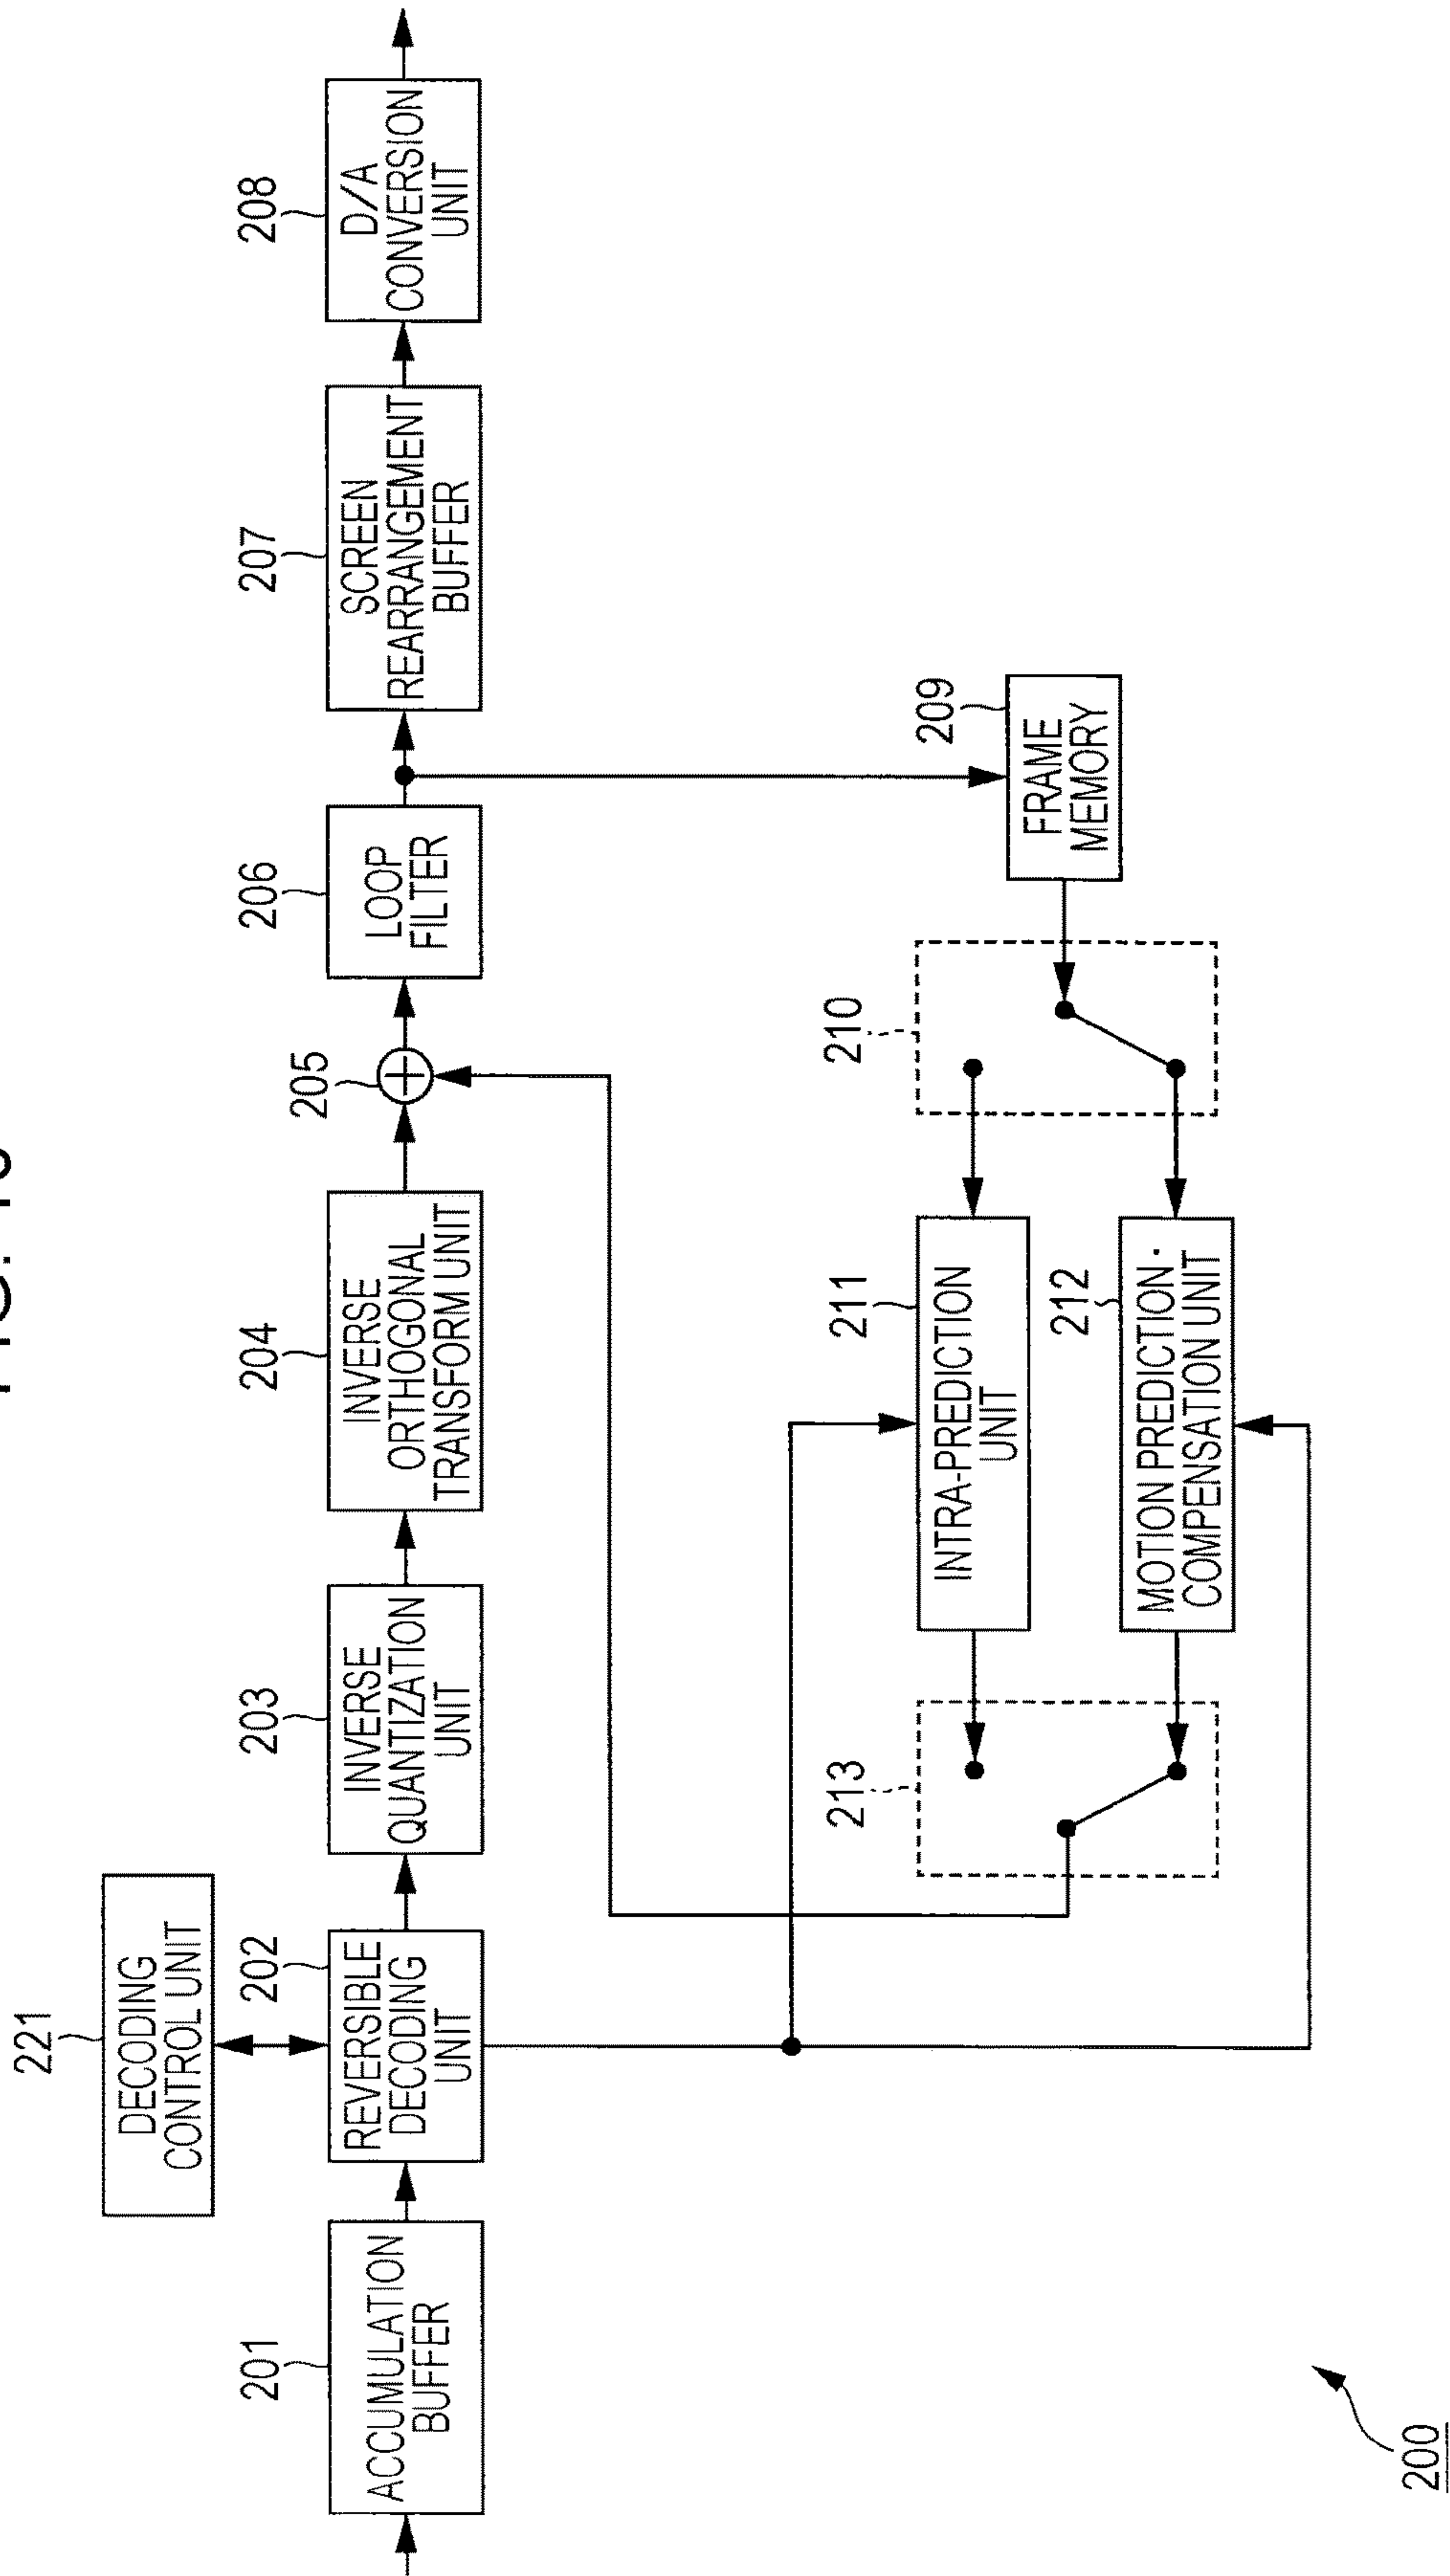 FIG.
221
DECODING
CONTROL UNIT
201
ACCUMULATION
BUFFER
202
REVERSIBLE
DECODING
UNIT
203
INVERSE
QUANTIZATION
UNIT
204
INVERSE
ORTHOGONAL
TRANSFORM UNIT
205
206
LOOP
FILTER
207
SCREEN
REARRANGEMENT
BUFFER
208
D/A
CONVERSION
UNIT
213
211
INTRA-PREDICTION
UNIT
212
MOTION PREDICTION·
COMPENSATION UNIT
210
209
FRAME
MEMORY
200